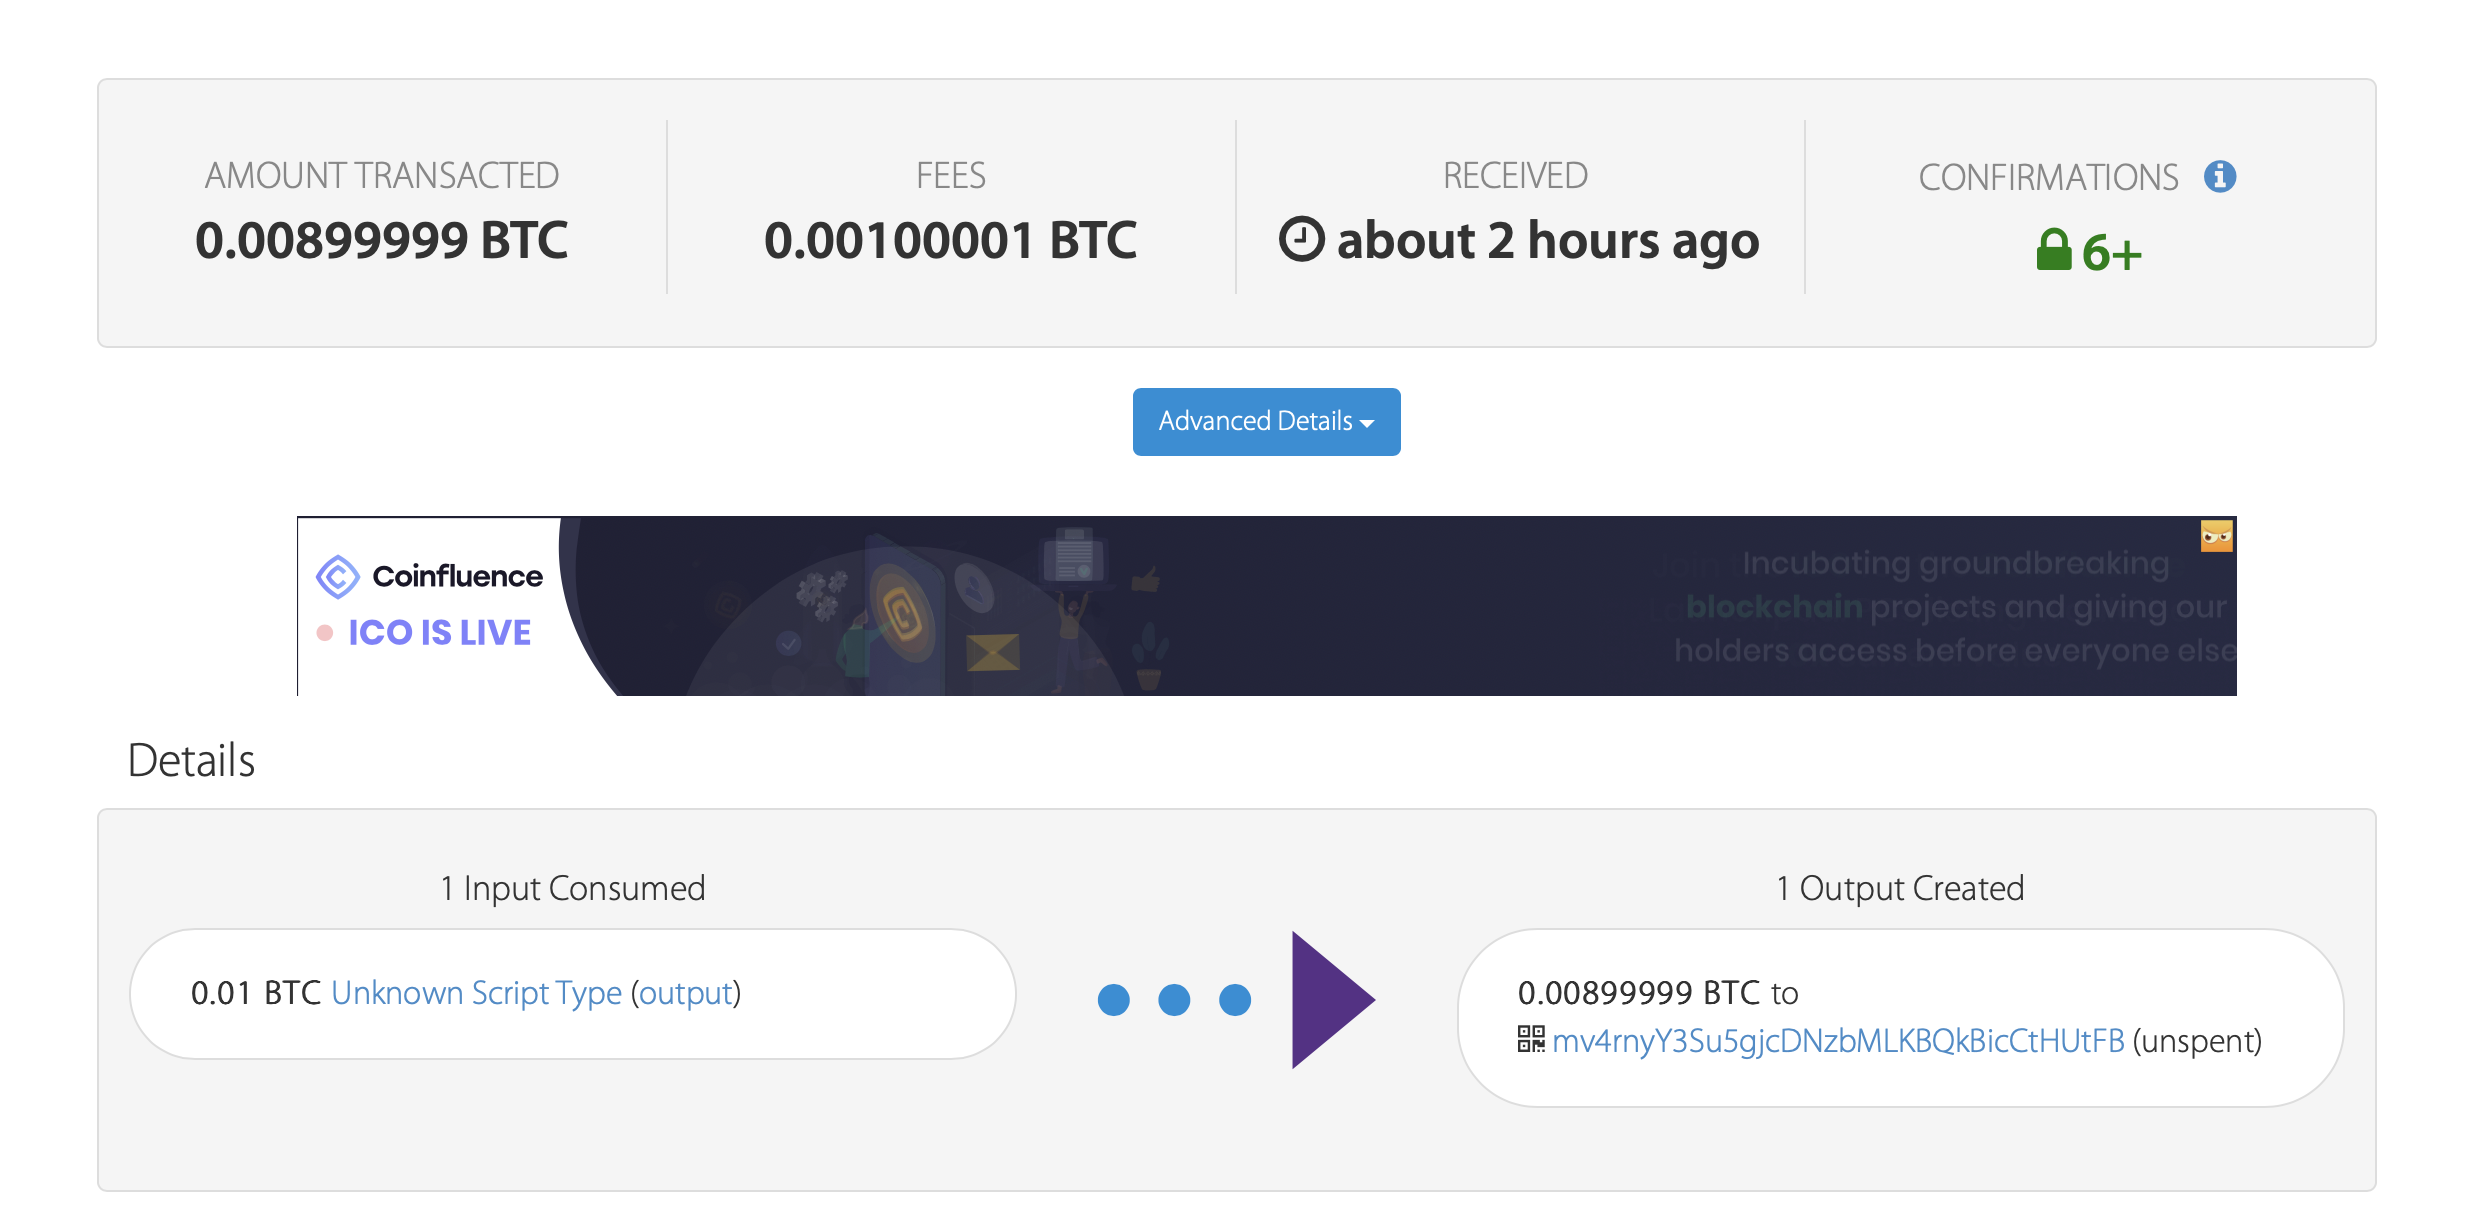 AMOUNT TRANSACTED
0.00899999 BTC
FEES
0.00100001 BTC
RECEIVED
about 2 hours ago
CONFIRMATIONS
6+
Advanced Details
Coinfluence
ICO IS LIVE
Incubating groundbreaking
blockchain projects and giving our
holders access before everyone else
Details
1 Input Consumed
0.01 BTC Unknown Script Type (output)
1 Output Created
0.00899999 BTC to
mv4rnyY3Su5gjcDNzbMLKBQkBicCtHUtFB (unspent)